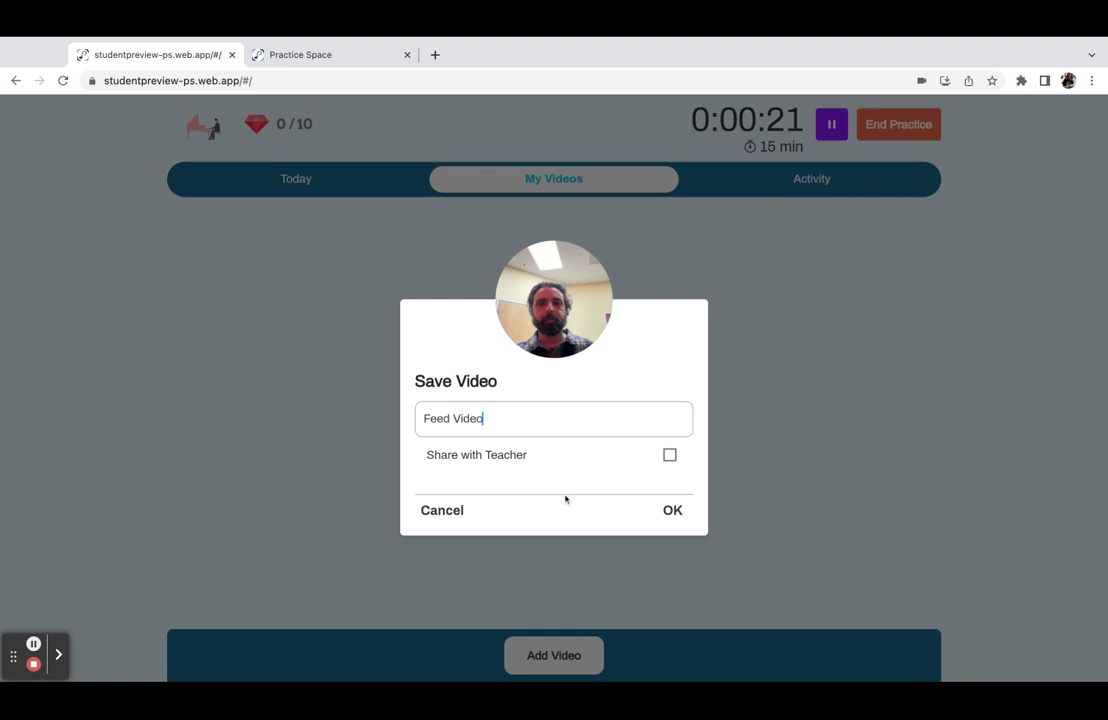 studentpreview-ps.web.app/#/
Practice Space
studentpreview-ps.web.app/#/
0 / 10
0:00:21
15 min
End Practice
Today
My Videos
Activity
Save Video
Feed Video
Share with Teacher
Cancel
OK
Add Video